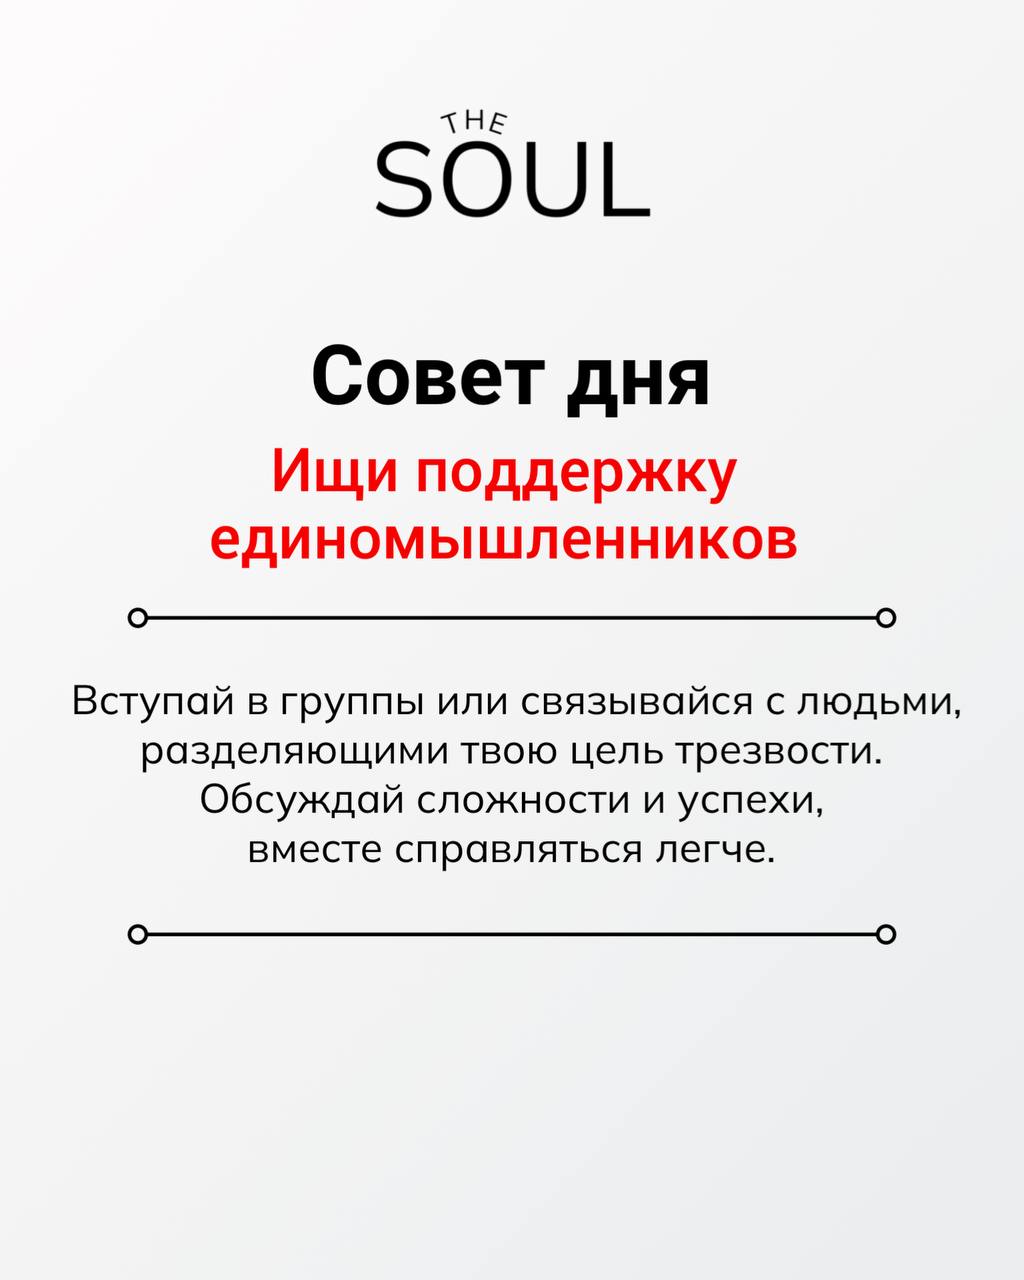 THE
SOUL
Совет дня
Ищи поддержку
единомышленников
Вступай в группы или связывайся с людьми,
разделяющими твою цель трезвости.
Обсуждай сложности и успехи,
вместе справляться легче.